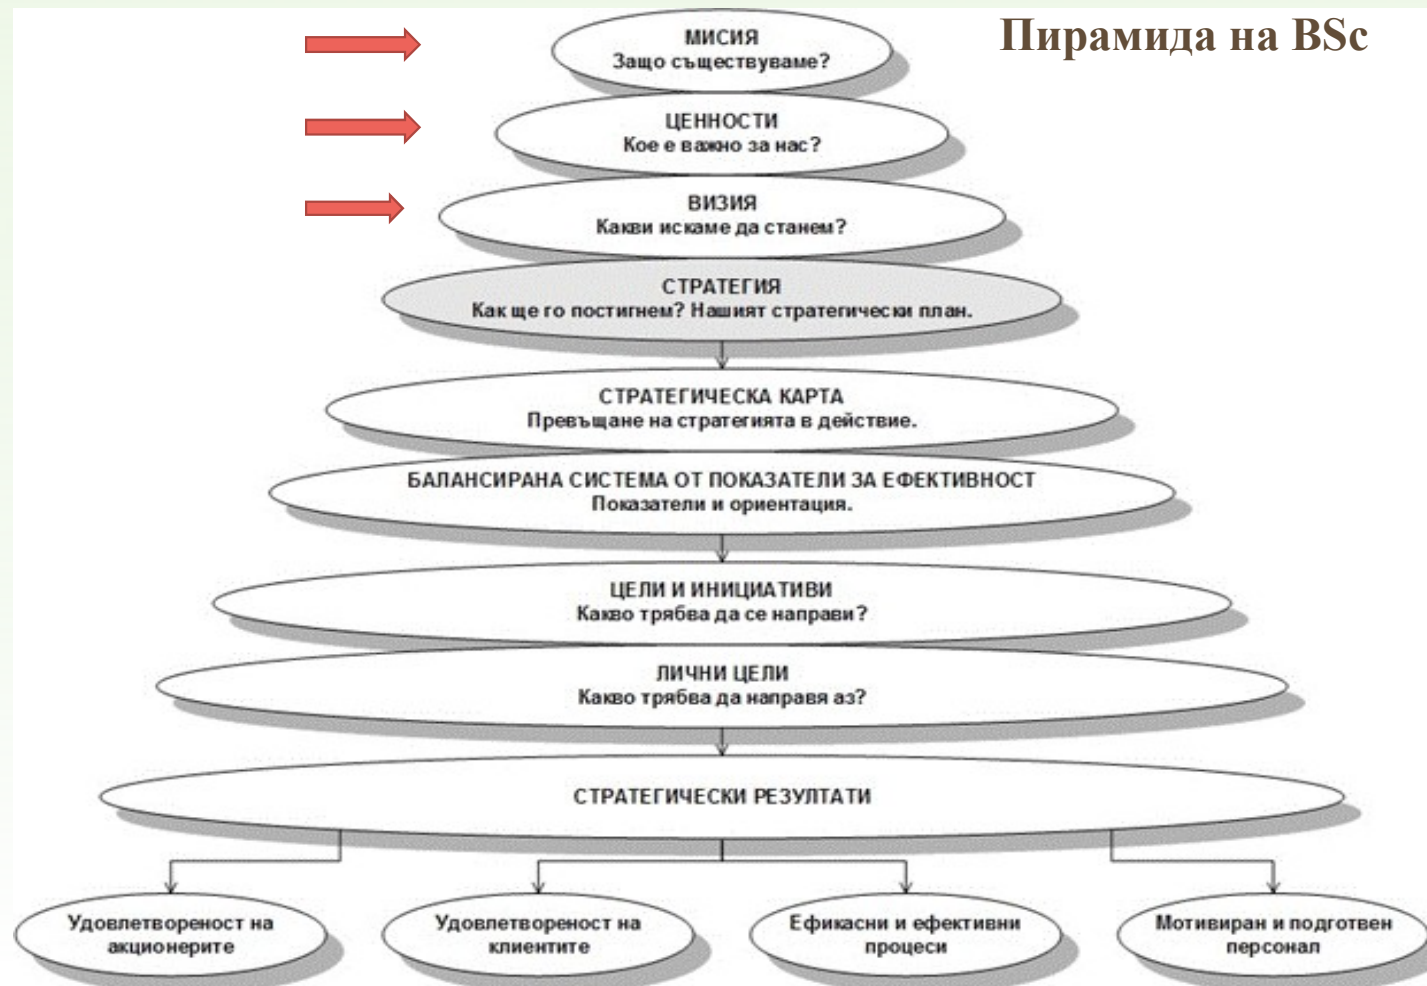 Пирамида на BSc
МИСИЯ
Защо съществуваме?
ЦЕННОСТИ
Кое е важно за нас?
ВИЗИЯ
Какви искаме да станем?
СТРАТЕГИЯ
Как ще го постигнем? Нашият стратегически план.
СТРАТЕГИЧЕСКА КАРТА
Превъщане на стратегията в действие.
БАЛАНСИРАНА СИСТЕМА ОТ ПОКАЗАТЕЛИ ЗА ЕФЕКТИВНОСТ
Показатели и ориентация.
ЦЕЛИ И ИНИЦИАТИВИ
Какво трябва да се направи?
ЛИЧНИ ЦЕЛИ
Какво трябва да направя аз?
СТРАТЕГИЧЕСКИ РЕЗУЛТАТИ
Удовлетвореност на
акционерите
Удовлетвореност на
клиентите
Ефикасни и ефективни
процеси
Мотивиран и подготвен
персонал